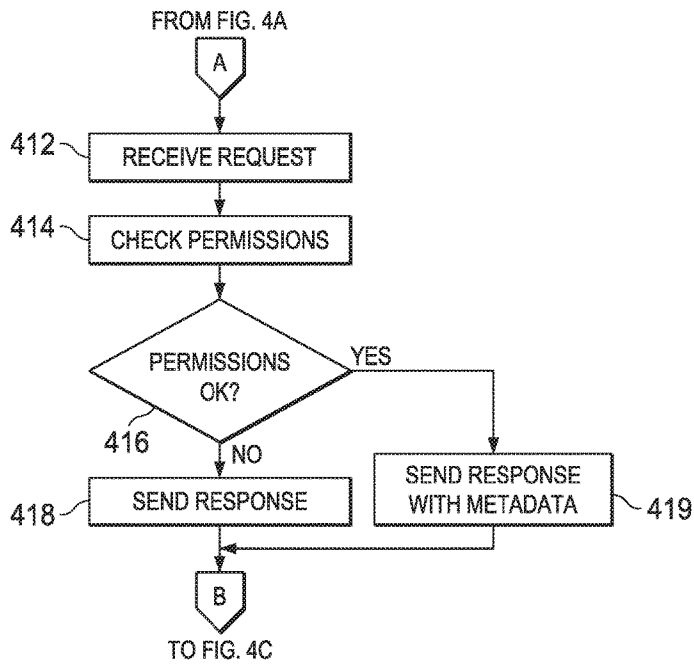 FROM FIG. 4A
A
412
RECEIVE REQUEST
414
CHECK PERMISSIONS
PERMISSIONS
OK?
YES
416
NO
418
SEND RESPONSE
SEND RESPONSE
WITH METADATA
419
B
TO FIG. 4C